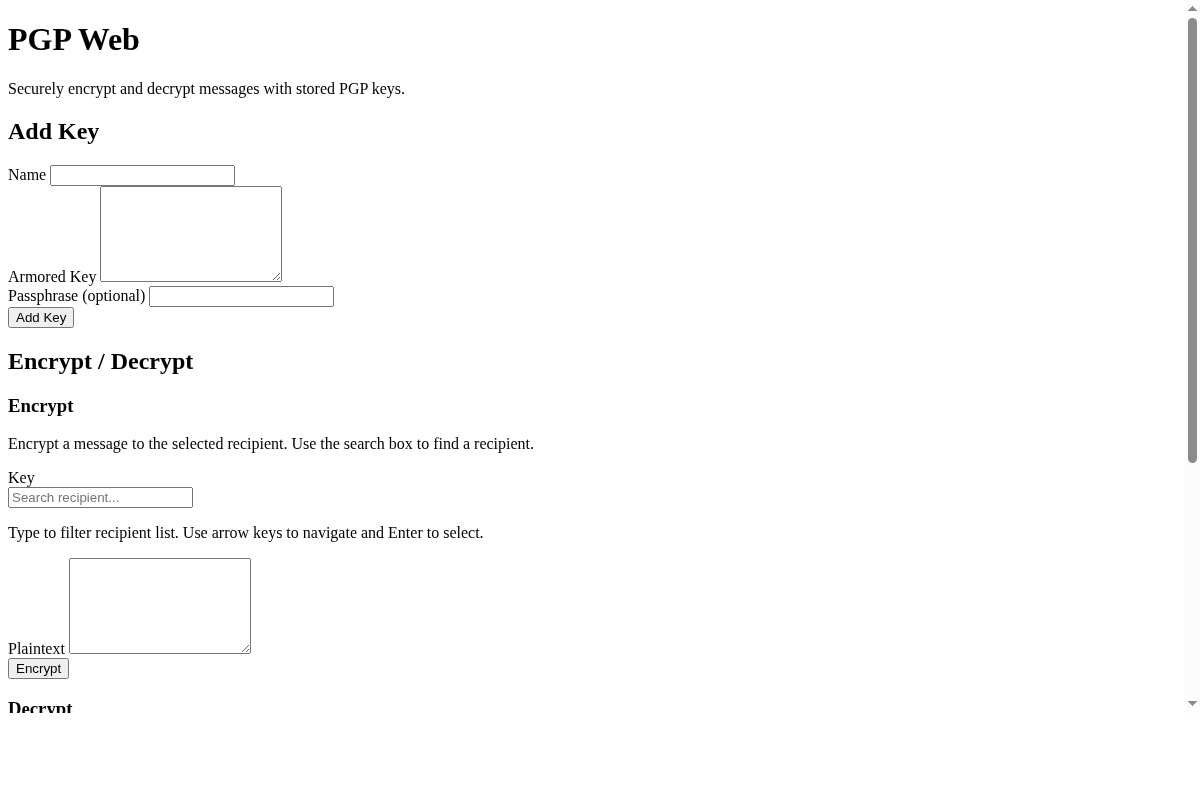 PGP Web
Securely encrypt and decrypt messages with stored PGP keys.
Add Key
Name
Armored Key
Passphrase (optional)
Add Key
Encrypt / Decrypt
Encrypt
Encrypt a message to the selected recipient. Use the search box to find a recipient.
Key
Search recipient...
Type to filter recipient list. Use arrow keys to navigate and Enter to select.
Plaintext
Encrypt
Decrypt